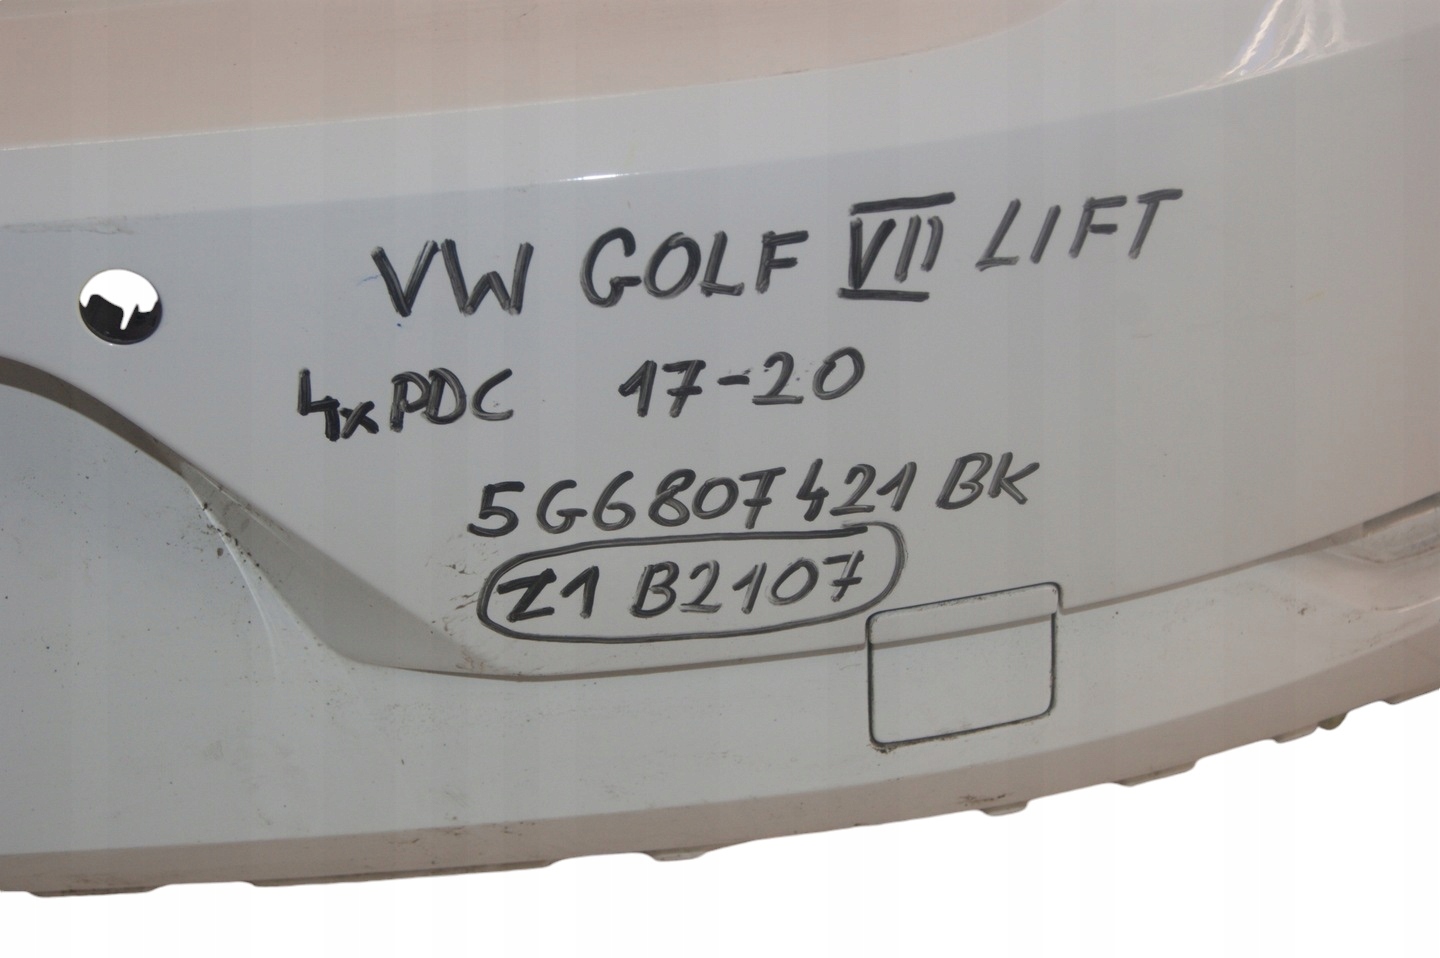 VW GOLF VII LIFT
4xPDC 17-20
5G6807421BK
Z1 B2107